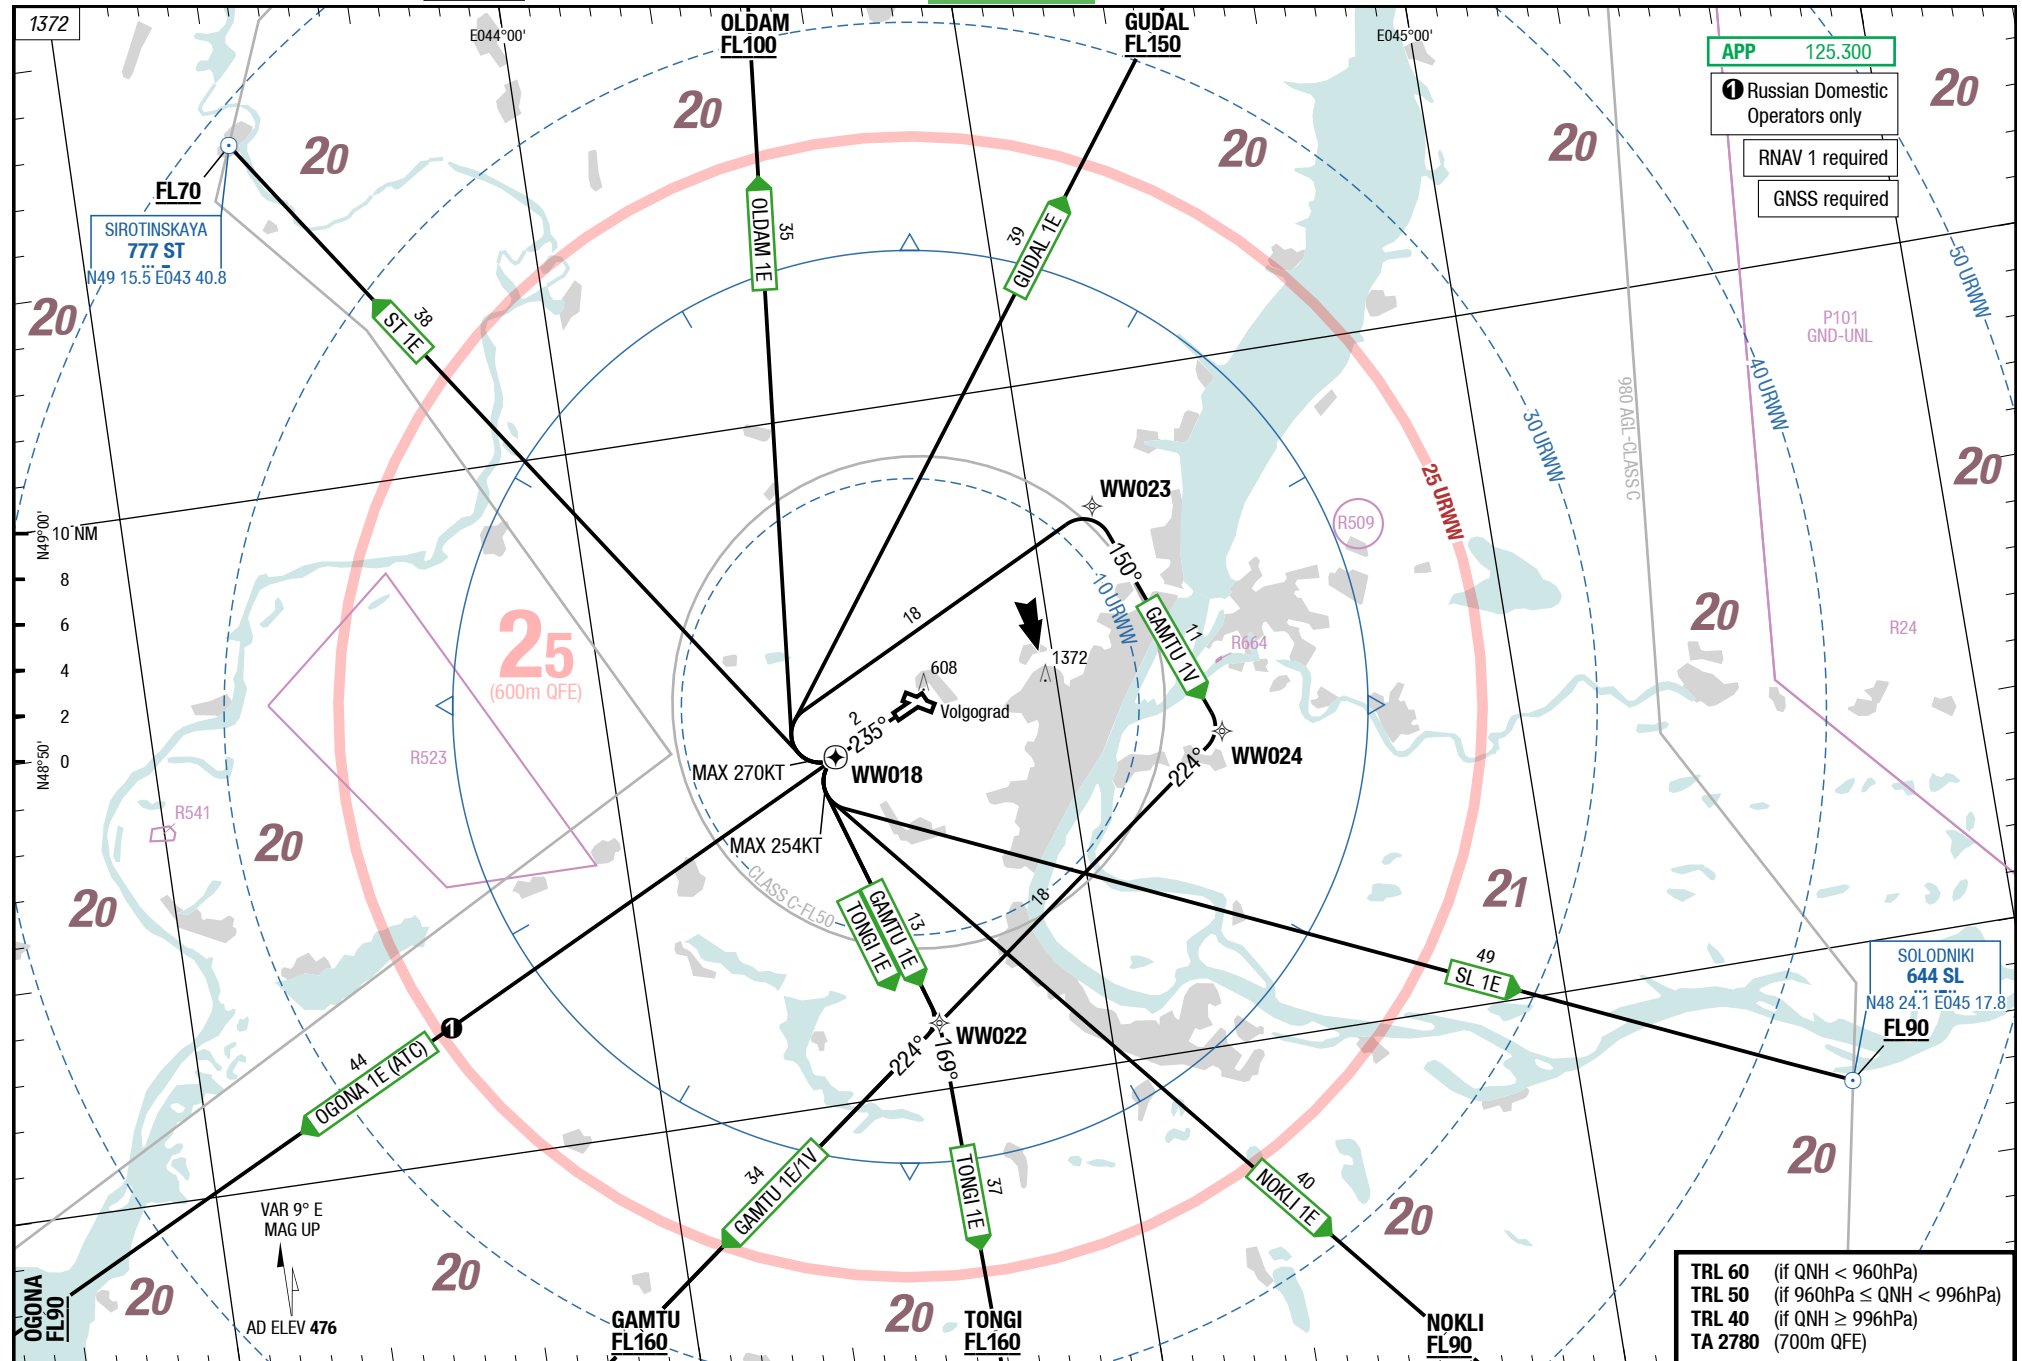 1372
OLDAM
FL100
GUDAL
FL150
E044°00'
E045°00'
APP 125.300
1 Russian Domestic
Operators only
RNAV 1 required
GNSS required
20
20
20
20
20
20
FL70
SIROTINSKAYA
777 ST
N49 15.5 E043 40.8
ST 1E
38
OLDAM 1E
35
GUDAL 1E
39
50 URWW
40 URWW
30 URWW
25 URWW
10 URWW
P101
GND-UNL
980 AGL-CLASS C
20
N49°00'
10 NM
8
6
4
2
0
N48°50'
WW023
R509
150°
GAMTU 1V
11
R664
R24
20
18
25
(600m QFE)
1372
608
Volgograd
2
235°
R523
MAX 270KT
WW018
WW024
224°
R541
MAX 254KT
20
20
CLASS C-FL50
GAMTU 1E
TONGI 1E
13
18
21
49
SL 1E
SOLODNIKI
644 SL
N48 24.1 E045 17.8
FL90
1
44
OGONA 1E (ATC)
WW022
224°
169°
34
GAMTU 1E/1V
TONGI 1E
37
40
NOKLI 1E
20
20
VAR 9° E
MAG UP
AD ELEV 476
20
20
20
OGONA
FL90
GAMTU
FL160
TONGI
FL160
NOKLI
FL90
TRL 60 (if QNH < 960hPa)
TRL 50 (if 960hPa ≤ QNH < 996hPa)
TRL 40 (if QNH ≥ 996hPa)
TA 2780 (700m QFE)